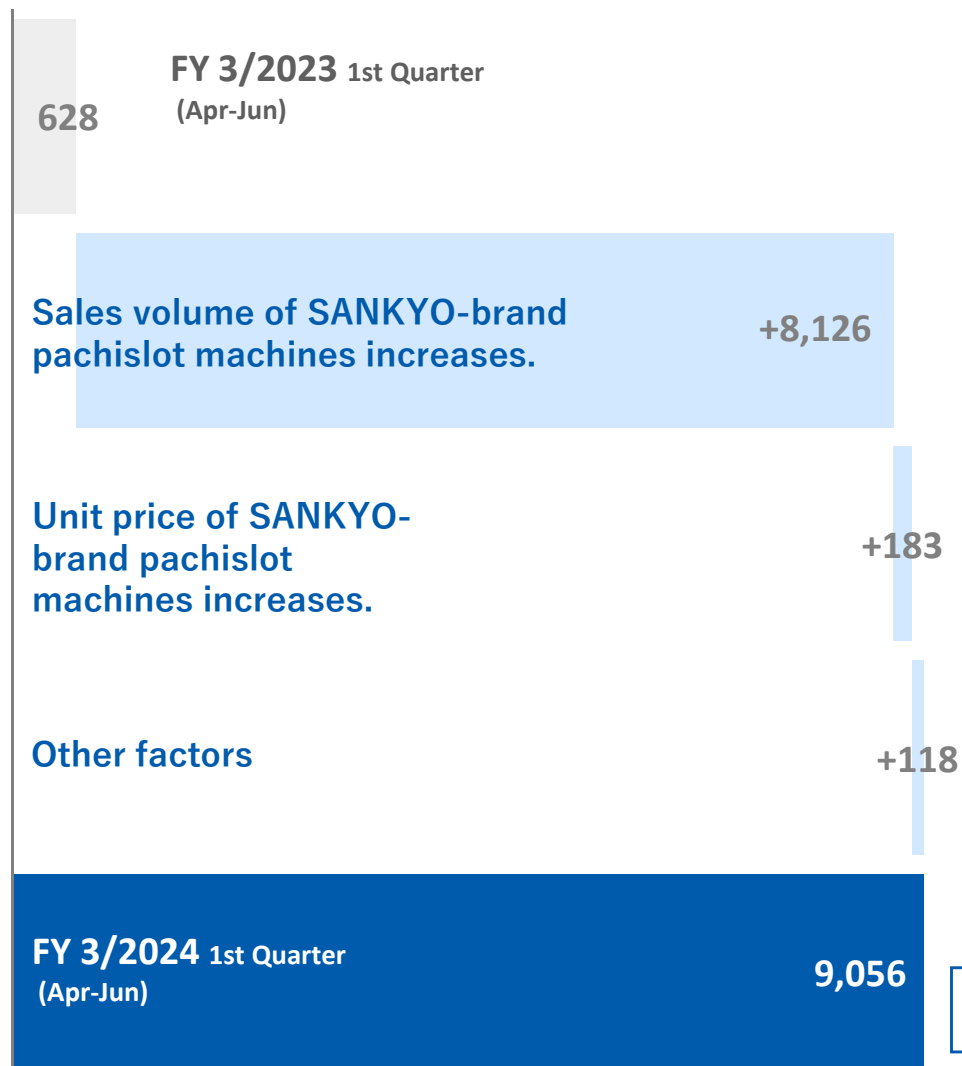 FY 3/2023 1st Quarter
(Apr-Jun)
628
Sales volume of SANKYO-brand
pachislot machines increases.
+8,126
Unit price of SANKYO-
brand pachislot
machines increases.
+183
Other factors
+118
FY 3/2024 1st Quarter
(Apr-Jun)
9,056